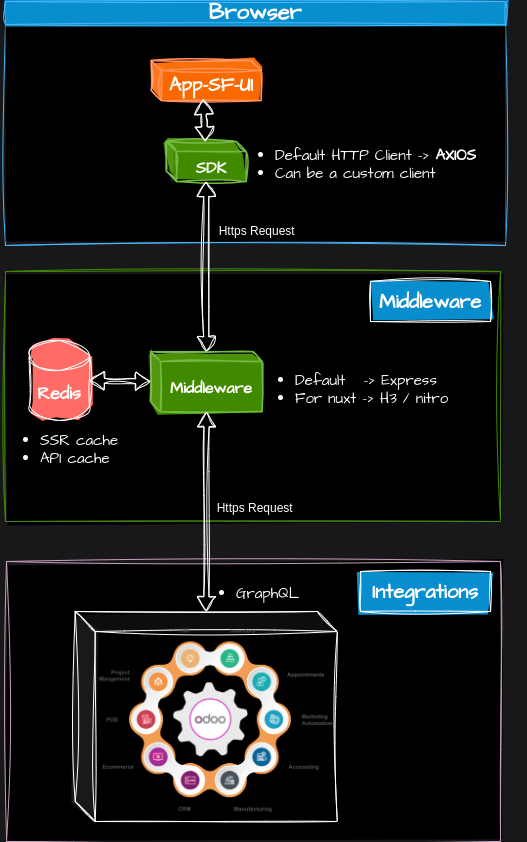 Browser
App-SF-UI
SDK
Default HTTP Client -> AXIOS
Can be a custom client
Https Request
Middleware
Redis
Middleware
Default -> Express
For nuxt -> H3 / nitro
SSR cache
API cache
Https Request
Integrations
GraphQL
Project
Mangment
Appointments
POS
odoo
Marketing
Automation
Ecommerce
Accounting
CRM
Manufacturing